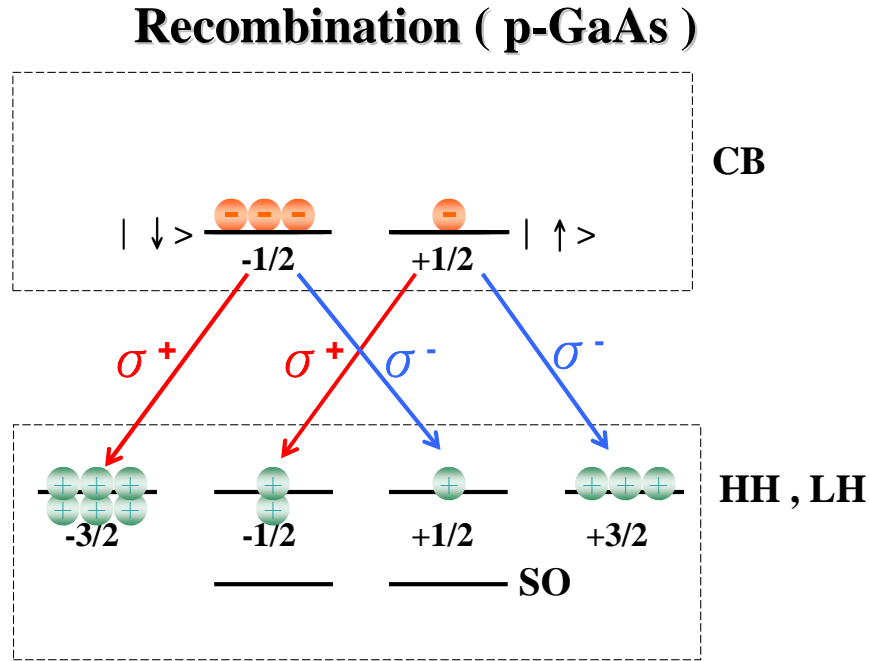 Recombination ( p-GaAs )
CB
| ↓ >
- - -
-
| ↑ >
-1/2
+1/2
σ +
σ +
σ -
σ -
+ + +
+
+
+ + +
HH , LH
+ + +
+
-3/2
-1/2
+1/2
+3/2
SO